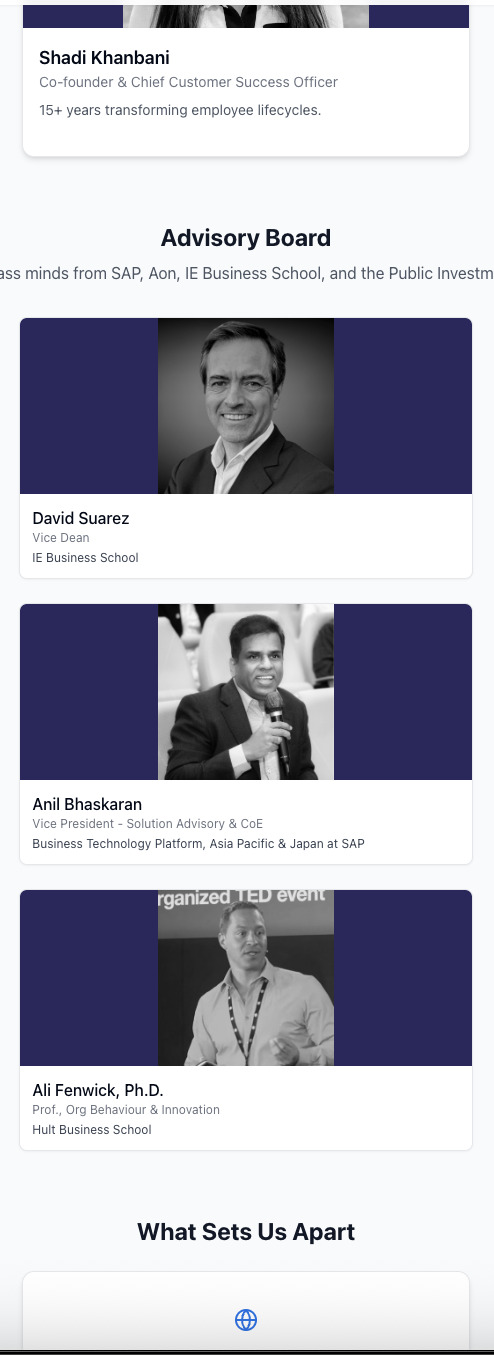 Shadi Khanbani
Co-founder & Chief Customer Success Officer
15+ years transforming employee lifecycles.
Advisory Board
ass minds from SAP, Aon, IE Business School, and the Public Investm
David Suarez
Vice Dean
IE Business School
Anil Bhaskaran
Vice President - Solution Advisory & CoE
Business Technology Platform, Asia Pacific & Japan at SAP
rganized TED event
Ali Fenwick, Ph.D.
Prof., Org Behaviour & Innovation
Hult Business School
What Sets Us Apart